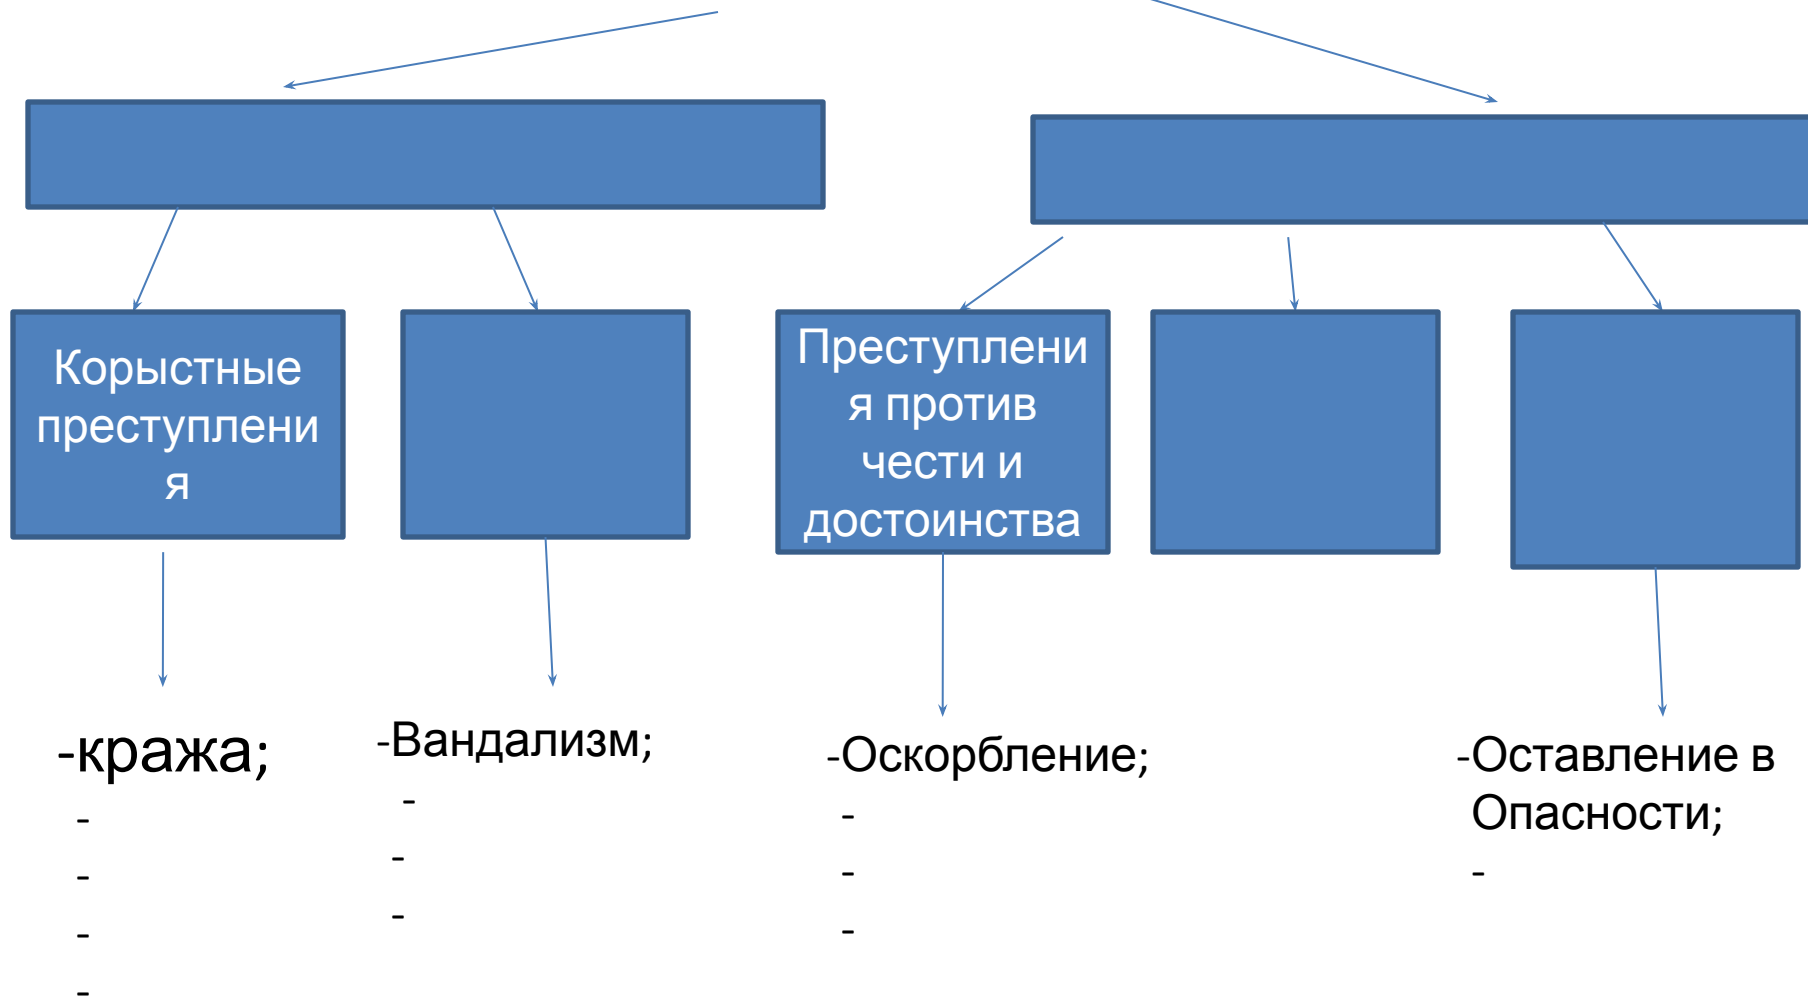 Корыстные
преступлени
я
Преступлени
я против
чести и
достоинства
-кража;
-
-
-
-
-Вандализм;
-
-
-
-Оскорбление;
-
-
-
-Оставление в
Опасности;
-